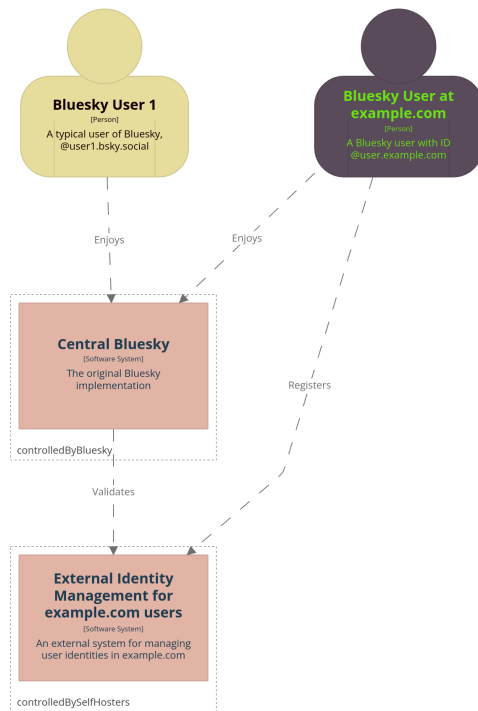 Bluesky User 1
[Person]
A typical user of Bluesky,
@user1.bsky.social
Bluesky User at
example.com
[Person]
A Bluesky user with ID
@user.example.com
Enjoys
Enjoys
Central Bluesky
[Software System]
The original Bluesky
implementation
Registers
controlledByBluesky
Validates
External Identity
Management for
example.com users
[Software System]
An external system for managing
user identities in example.com
controlledBySelfHosters